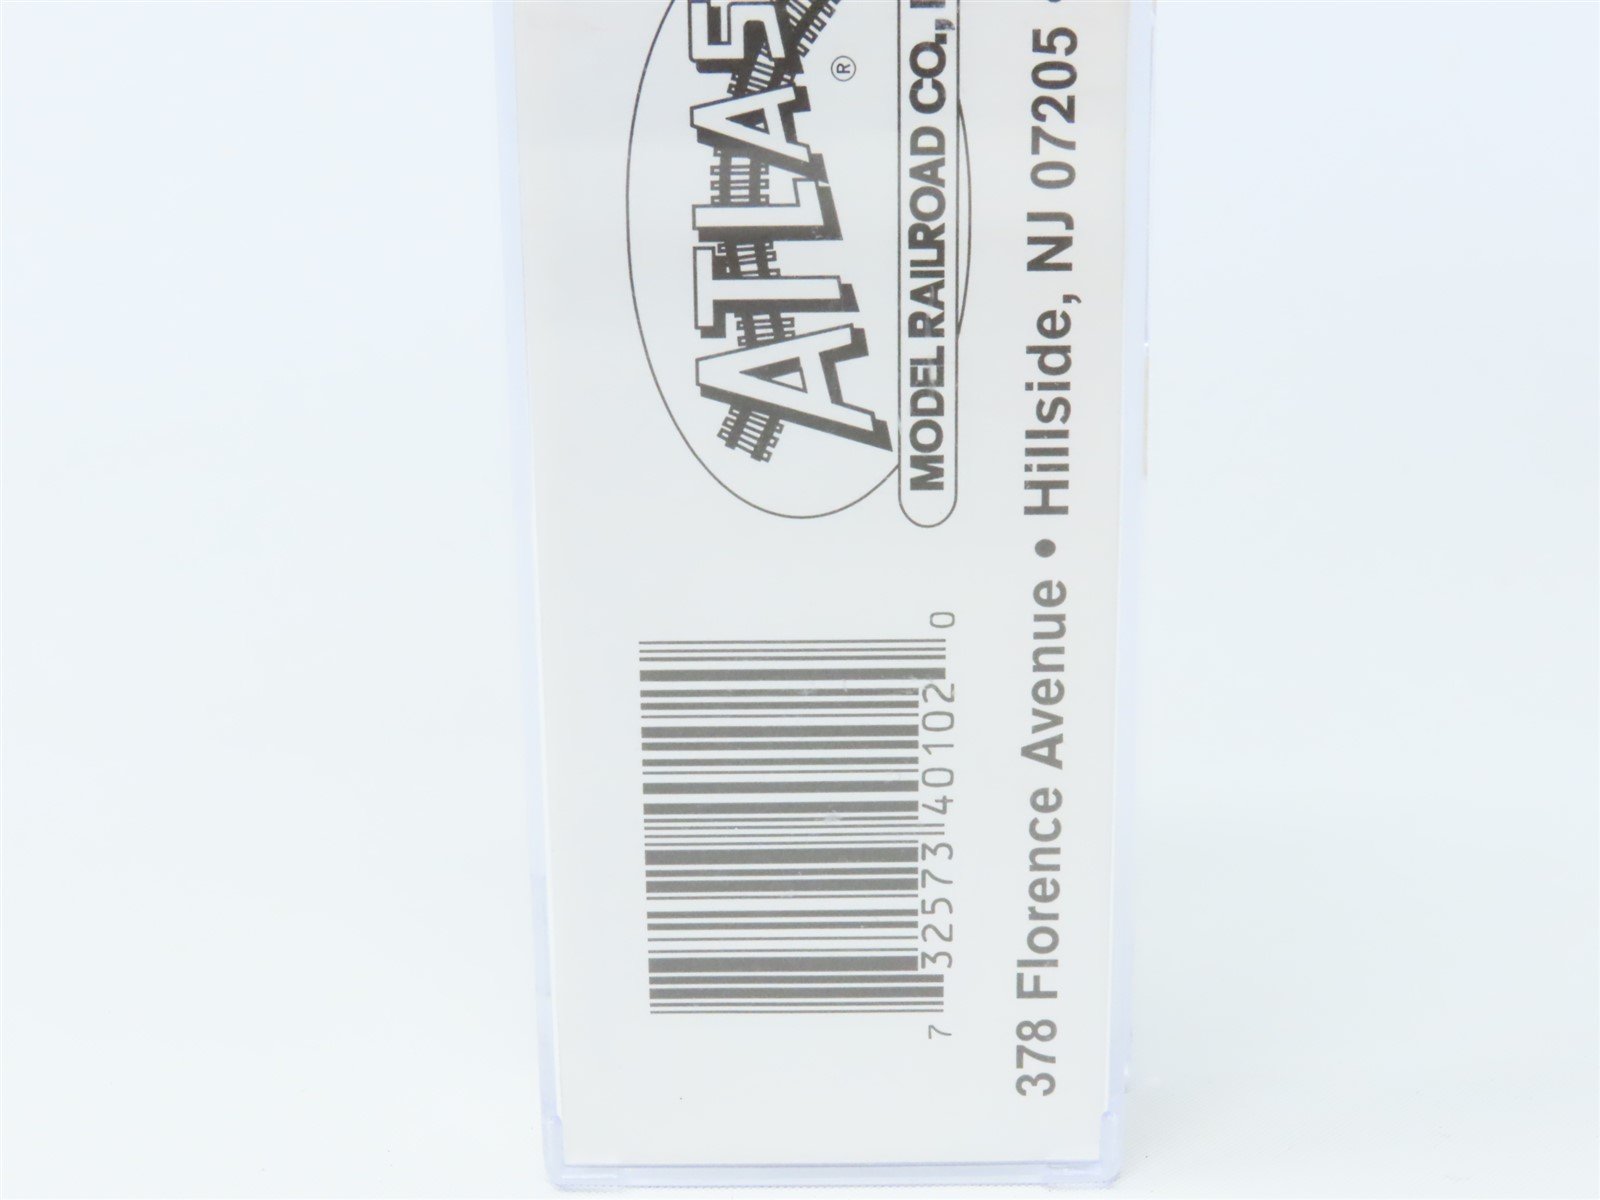 ATLAS
®
MODEL RAILROAD CO.,
7 32573 40102 0
378 Florence Avenue • Hillside, NJ 07205 •